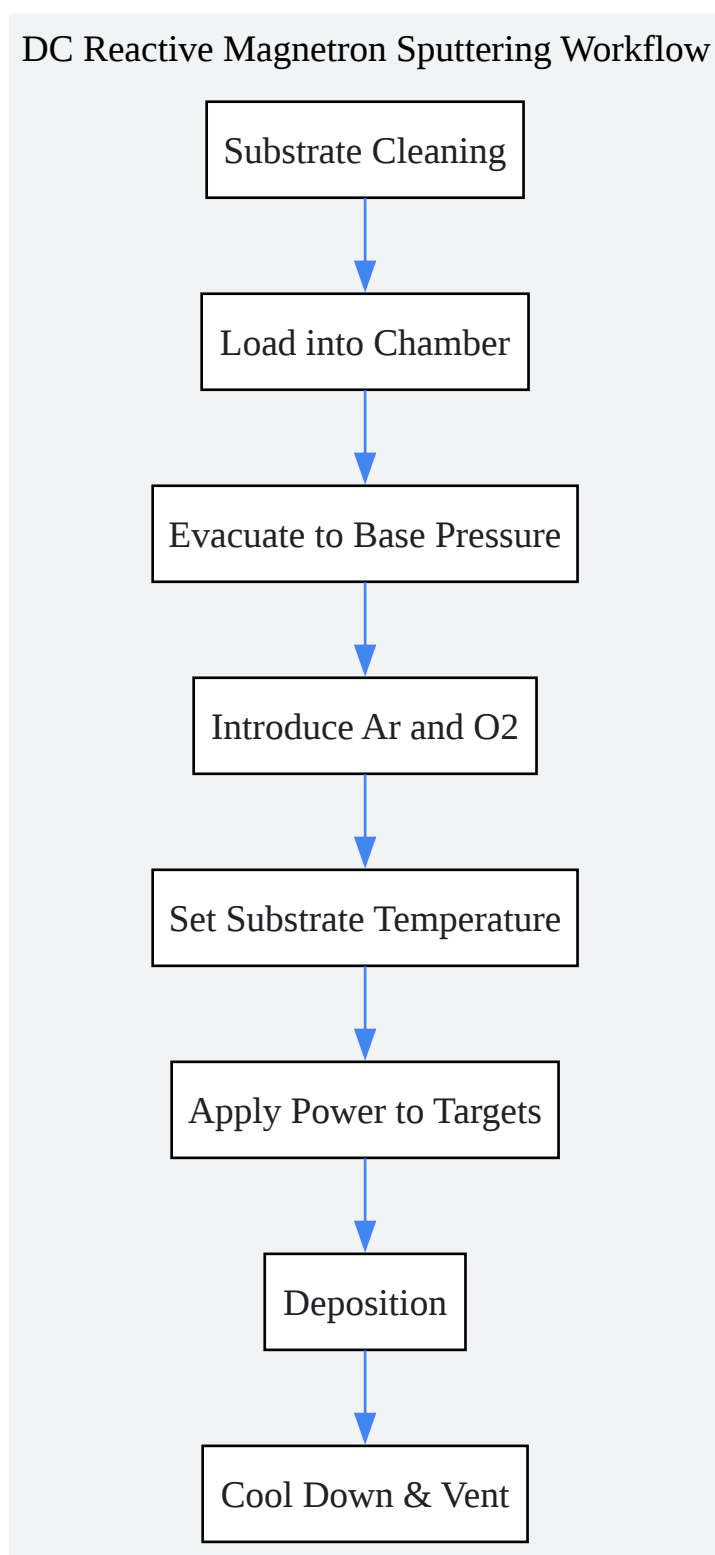 DC Reactive Magnetron Sputtering Workflow
Substrate Cleaning
Load into Chamber
Evacuate to Base Pressure
Introduce Ar and O2
Set Substrate Temperature
Apply Power to Targets
Deposition
Cool Down & Vent